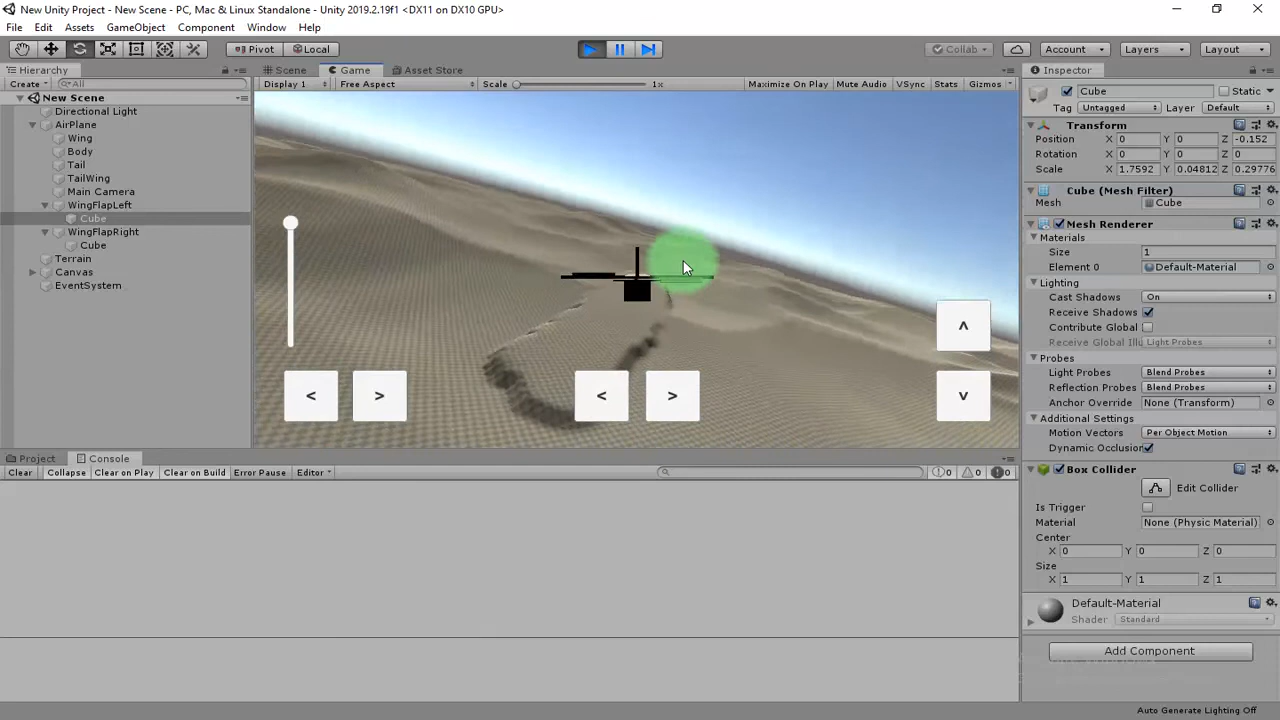 New Unity Project - New Scene - PC, Mac & Linux Standalone - Unity 2019.2.19f1 <DX11 on DX10 GPU>
File Edit Assets GameObject Component Window Help
Pivot Local Collab Account Layers Layout
Hierarchy Scene Game Asset Store Inspector
Create All Display 1 Free Aspect Scale 1x Maximize On Play Mute Audio VSync Stats Gizmos
New Scene
Directional Light
AirPlane
Wing
Body
Tail
TailWing
Main Camera
WingFlapLeft
Cube
WingFlapRight
Cube
Terrain
Canvas
EventSystem
< > < > ^ v
Cube Static
Tag Untagged Layer Default
Transform
Position X 0 Y 0 Z -0.152
Rotation X 0 Y 0 Z 0
Scale X 1.7592 Y 0.04812 Z 0.29776
Cube (Mesh Filter)
Mesh Cube
Mesh Renderer
Materials
Size 1
Element 0 Default-Material
Lighting
Cast Shadows On
Receive Shadows
Contribute Global
Receive Global Illu Light Probes
Probes
Light Probes Blend Probes
Reflection Probes Blend Probes
Anchor Override None (Transform)
Additional Settings
Motion Vectors Per Object Motion
Dynamic Occlusion
Box Collider
Edit Collider
Is Trigger
Material None (Physic Material)
Center
X 0 Y 0 Z 0
Size
X 1 Y 1 Z 1
Default-Material
Shader Standard
Add Component
Project Console
Clear Collapse Clear on Play Clear on Build Error Pause Editor 0 0 0
Auto Generate Lighting Off